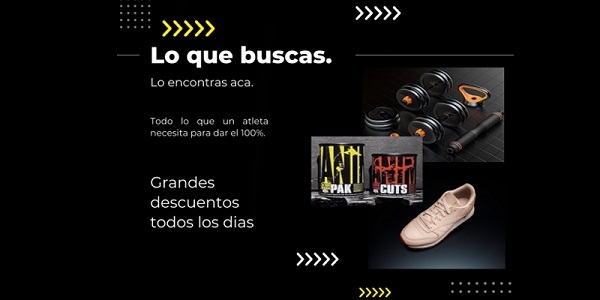 Lo que buscas.
Lo encontras aca.
Todo lo que un atleta
necesita para dar el 100%.
Grandes
descuentos
todos los dias
PAK
CUTS